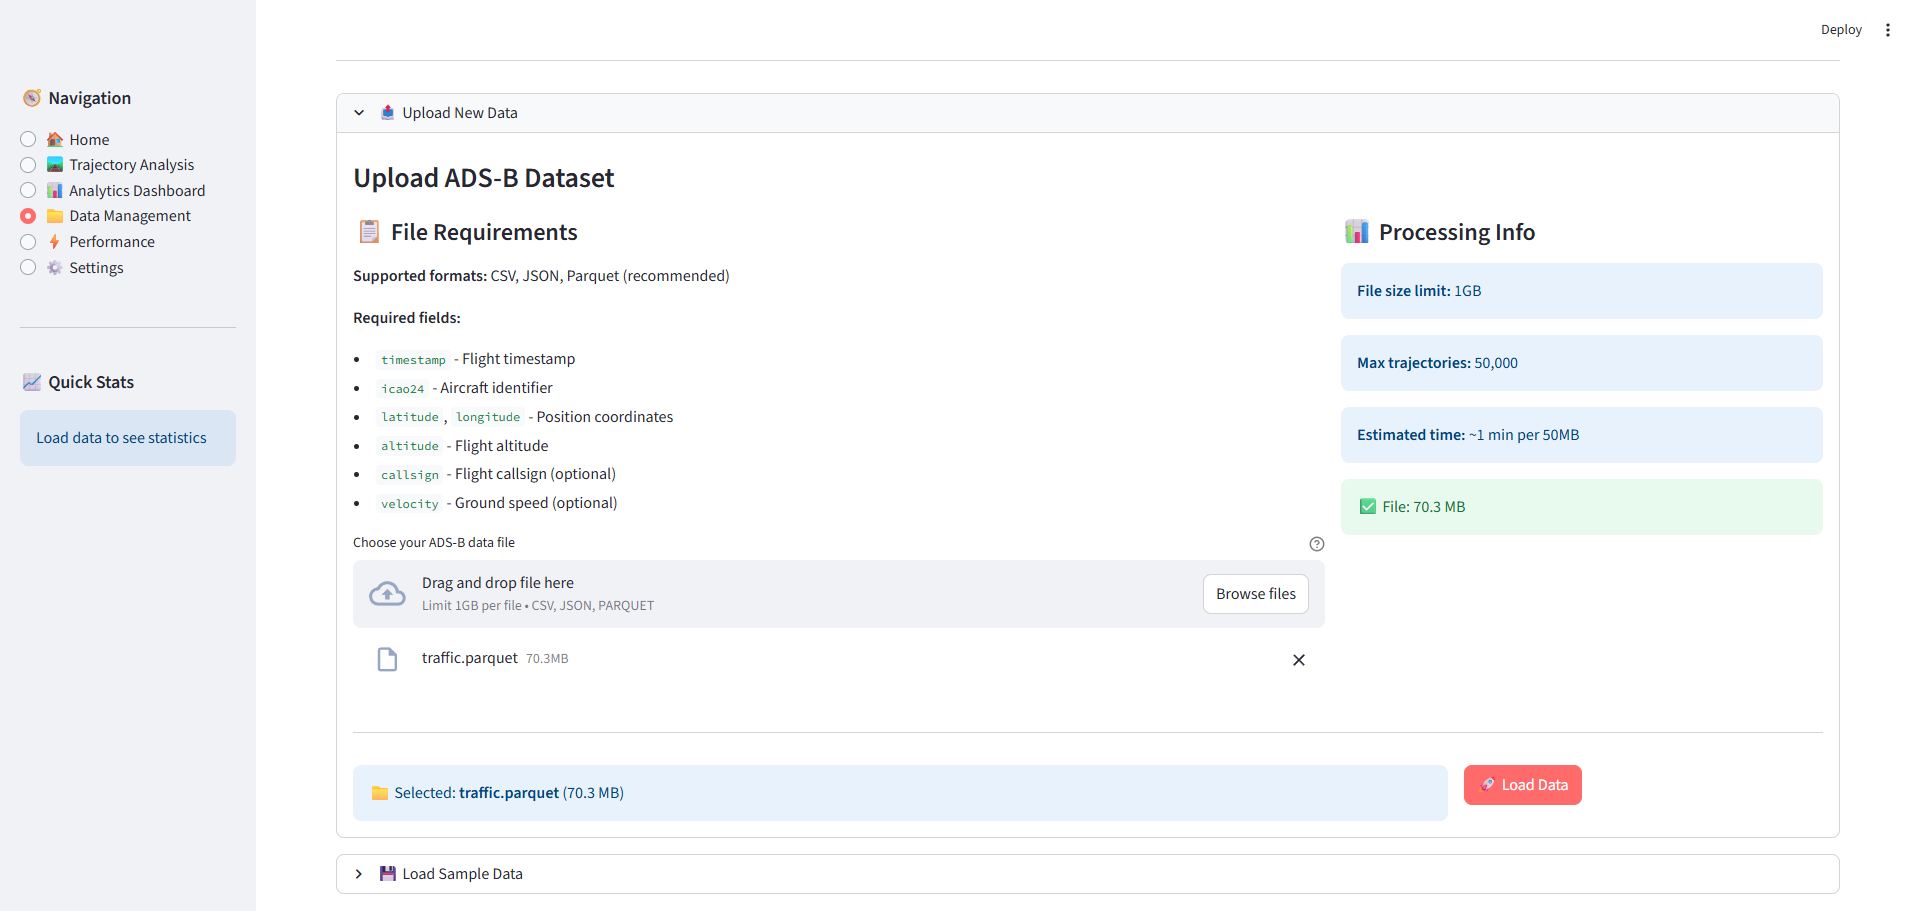 Deploy
Navigation
Home
Trajectory Analysis
Analytics Dashboard
Data Management
Performance
Settings
Quick Stats
Load data to see statistics
Upload New Data
Upload ADS-B Dataset
File Requirements
Supported formats: CSV, JSON, Parquet (recommended)
Required fields:
timestamp - Flight timestamp
icao24 - Aircraft identifier
latitude, longitude - Position coordinates
altitude - Flight altitude
callsign - Flight callsign (optional)
velocity - Ground speed (optional)
Choose your ADS-B data file
Drag and drop file here
Limit 1GB per file • CSV, JSON, PARQUET
Browse files
traffic.parquet 70.3MB
Processing Info
File size limit: 1GB
Max trajectories: 50,000
Estimated time: ~1 min per 50MB
File: 70.3 MB
Selected: traffic.parquet (70.3 MB)
Load Data
Load Sample Data